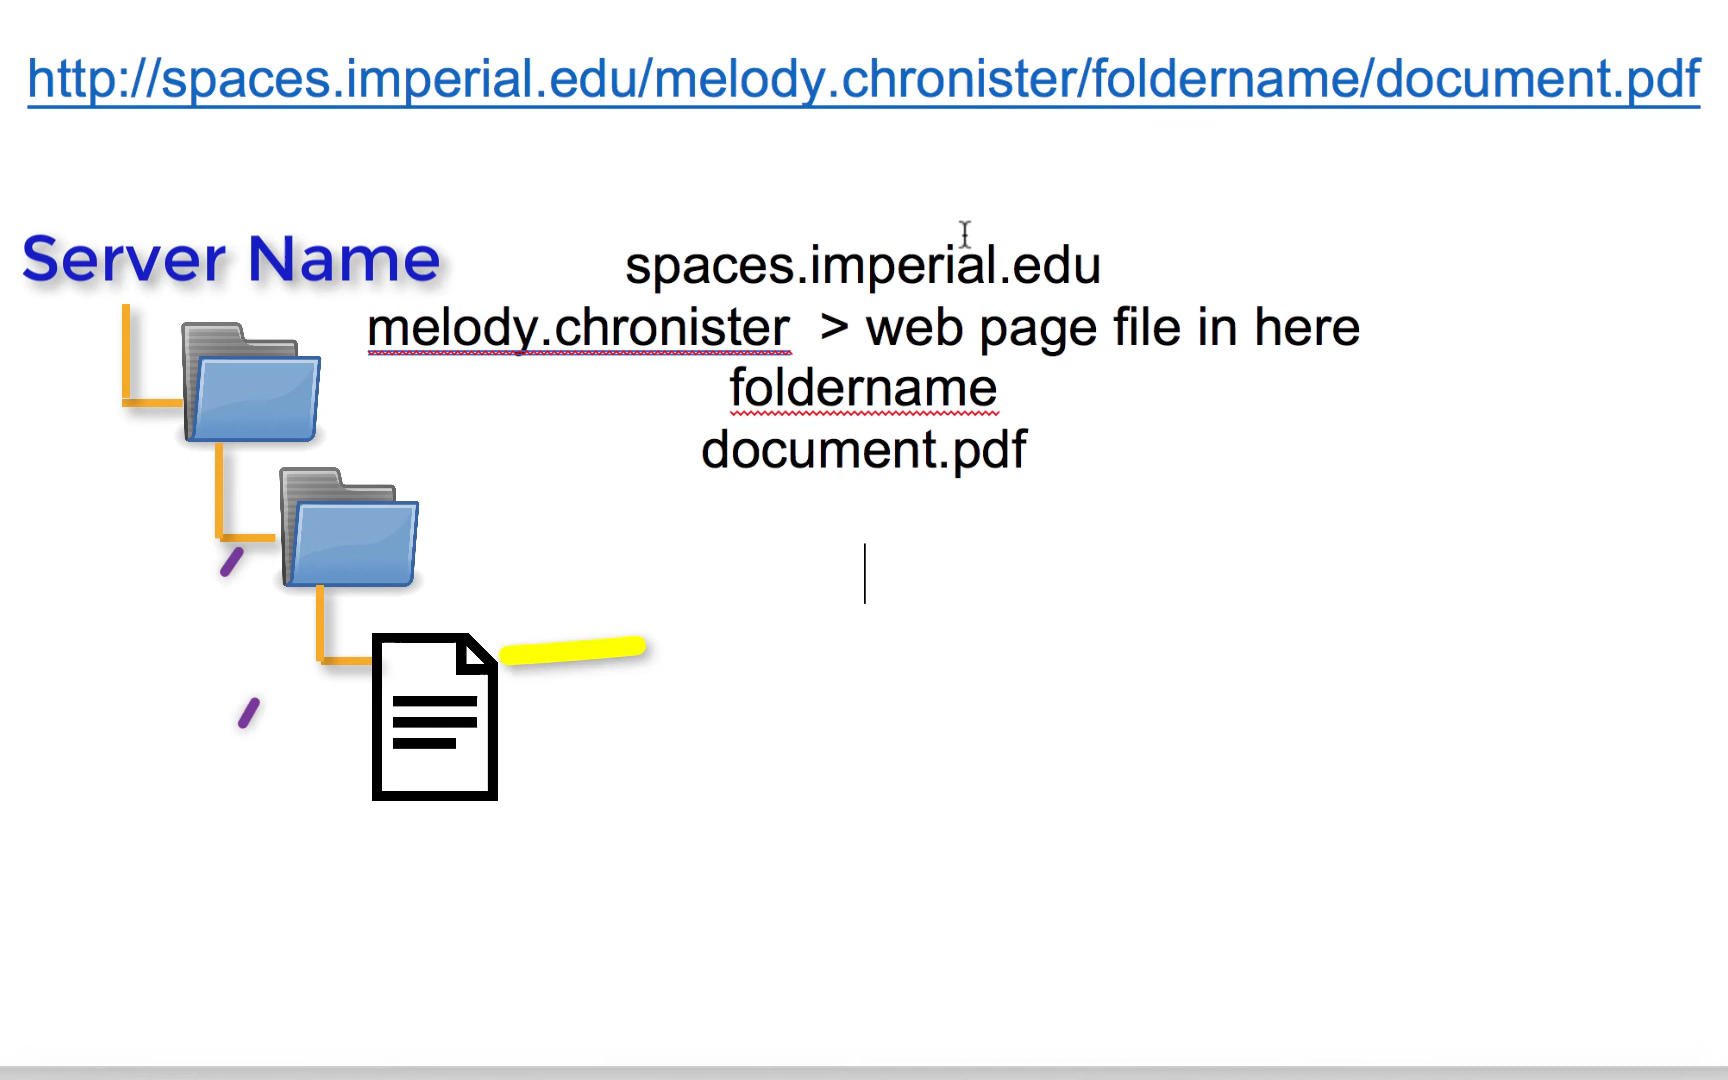 http://spaces.imperial.edu/melody.chronister/foldername/document.pdf
Server Name
spaces.imperial.edu
melody.chronister > web page file in here
foldername
document.pdf